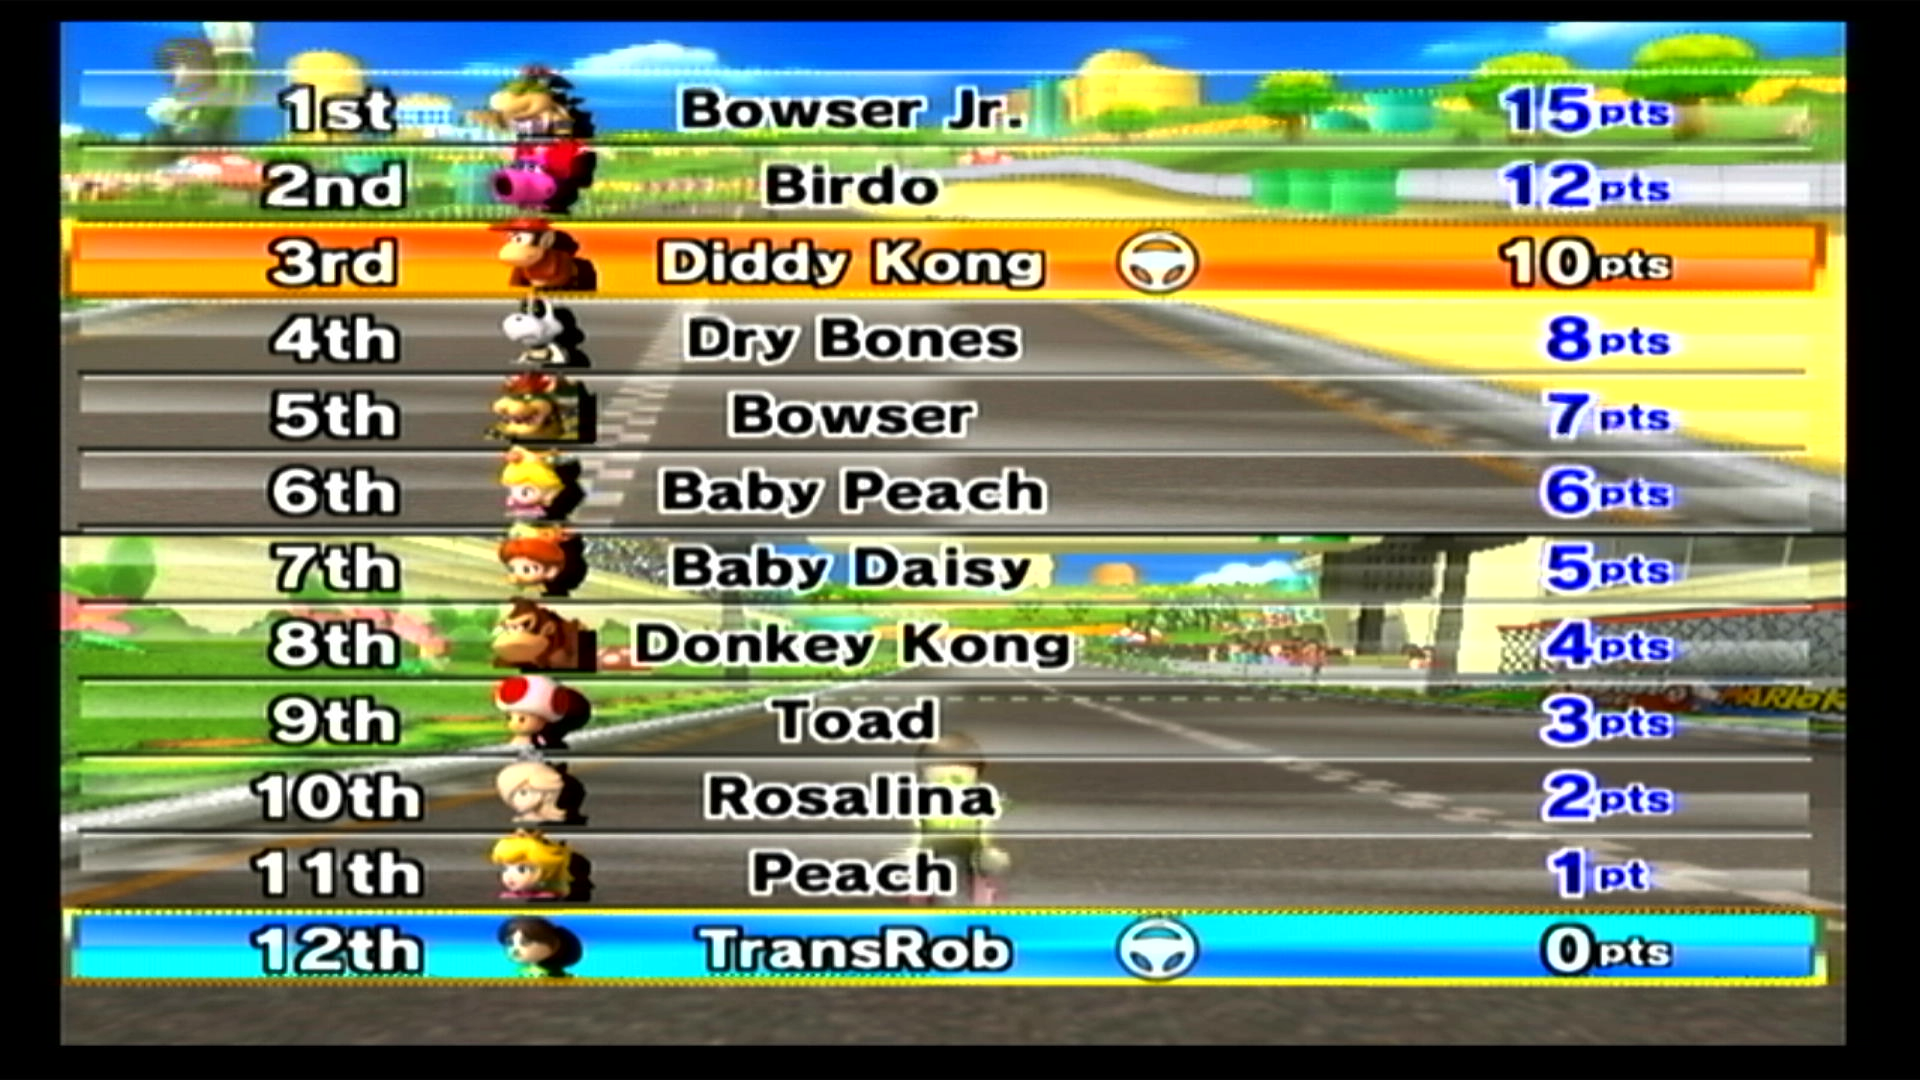 1st Bowser Jr. 15pts
2nd Birdo 12pts
3rd Diddy Kong 10pts
4th Dry Bones 8pts
5th Bowser 7pts
6th Baby Peach 6pts
7th Baby Daisy 5pts
8th Donkey Kong 4pts
9th Toad 3pts
MARIOK
10th Rosalina 2pts
11th Peach 1pt
12th TransRob 0pts